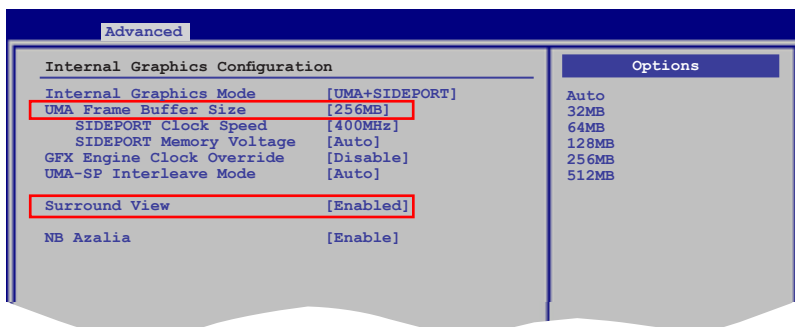 Advanced
Internal Graphics Configuration
Internal Graphics Mode [UMA+SIDEPORT]
UMA Frame Buffer Size [256MB]
SIDEPORT Clock Speed [400MHz]
SIDEPORT Memory Voltage [Auto]
GFX Engine Clock Override [Disable]
UMA-SP Interleave Mode [Auto]
Surround View [Enabled]
NB Azalia [Enable]
Options
Auto
32MB
64MB
128MB
256MB
512MB